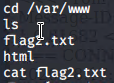 cd /var/www
ls
flag2.txt
html
cat flag2.txt